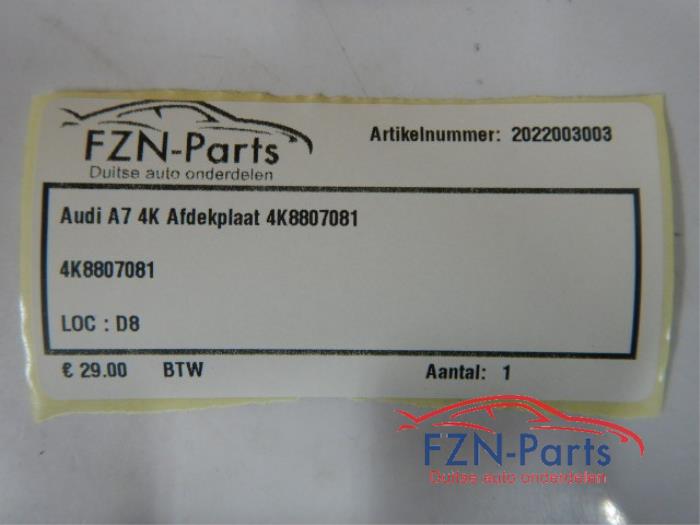 FZN-Parts
Duitse auto onderdelen
Artikelnummer: 2022003003
Audi A7 4K Afdekplaat 4K8807081
4K8807081
LOC : D8
€ 29.00 BTW Aantal: 1
FZN-Parts
Duitse auto onderdelen